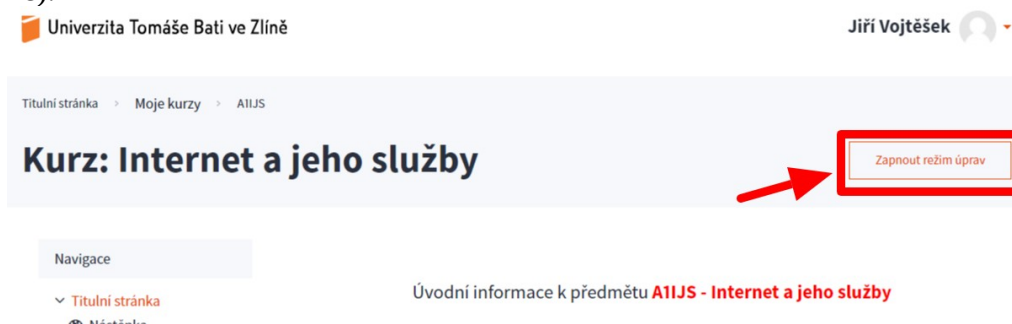 Univerzita Tomáše Bati ve Zlíně
Jiří Vojtěšek
Titulní stránka > Moje kurzy > A1IJS
Kurz: Internet a jeho služby
Zapnout režim úprav
Navigace
Titulní stránka
Úvodní informace k předmětu A1IJS - Internet a jeho služby
Nástěnka